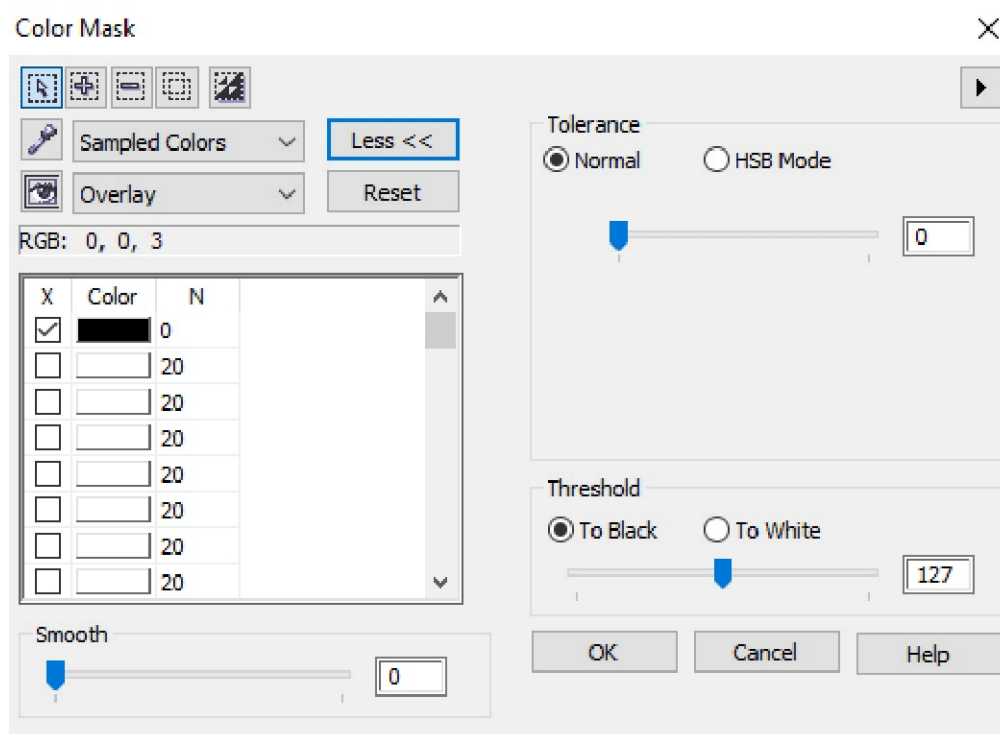 Color Mask
Sampled Colors
Less <<
Overlay
Reset
RGB: 0, 0, 3
X Color N
0
20
20
20
20
20
20
20
Smooth
0
Tolerance
Normal
HSB Mode
0
Threshold
To Black
To White
127
OK
Cancel
Help